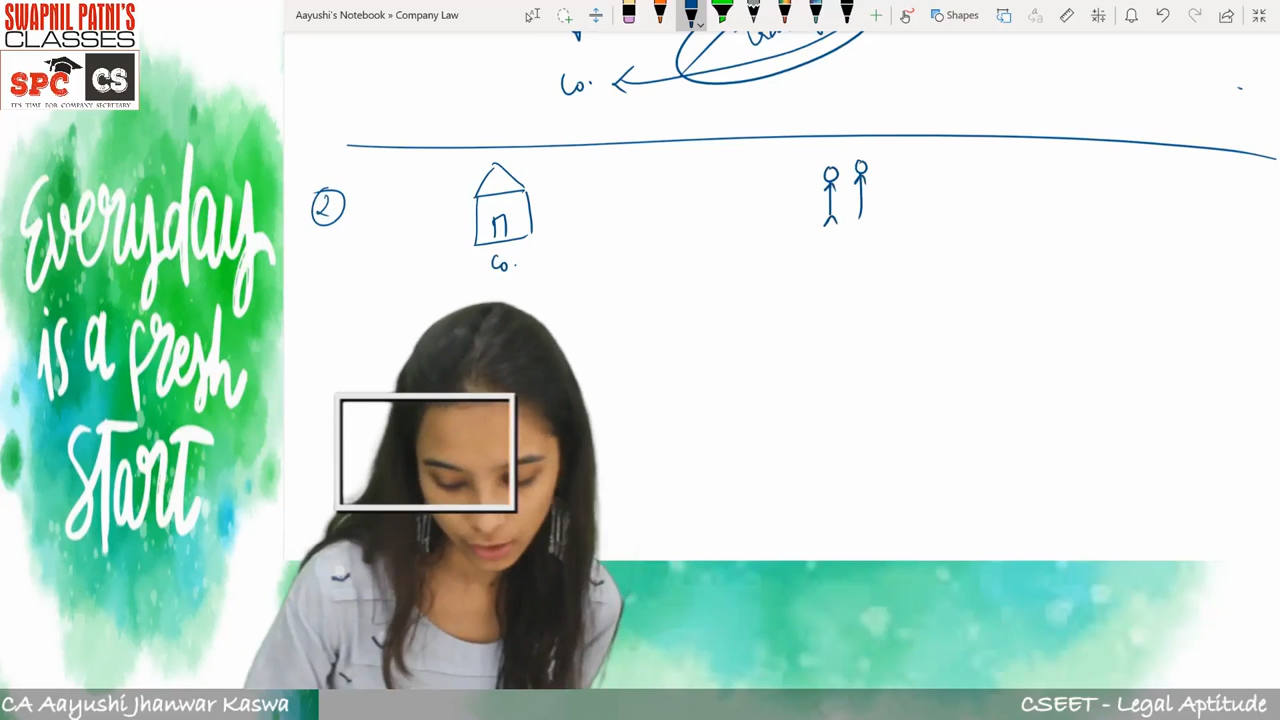 SWAPNIL PATNI'S
CLASSES
SPC CS
IT'S TIME FOR COMPANY SECRETARY
Aayushi's Notebook » Company Law
Shapes
Co.
2
Co.
Everyday
is a fresh
start
CA Aayushi Jhanwar Kaswa
CSEET - Legal Aptitude